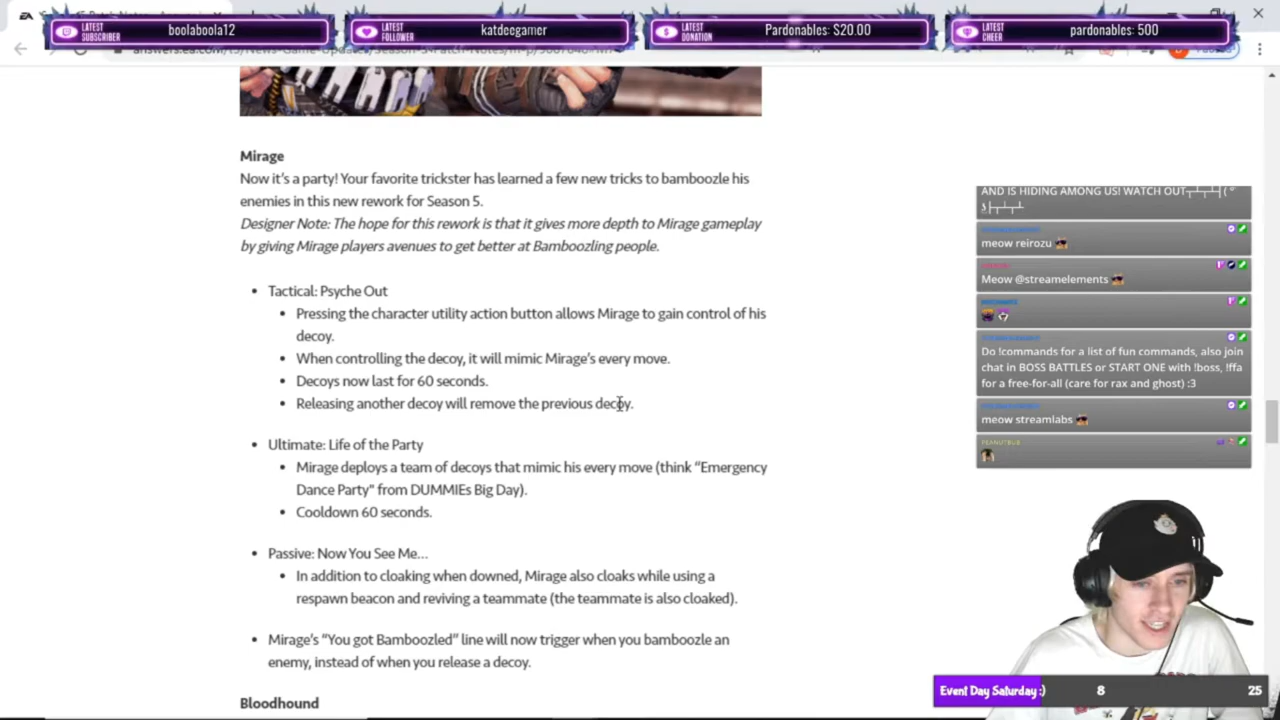 LATEST SUBSCRIBER boolaboola12
LATEST FOLLOWER katdeegamer
LATEST DONATION Pardonables: $20.00
LATEST CHEER pardonables: 500
Mirage
Now it's a party! Your favorite trickster has learned a few new tricks to bamboozle his
enemies in this new rework for Season 5.
Designer Note: The hope for this rework is that it gives more depth to Mirage gameplay
by giving Mirage players avenues to get better at Bamboozling people.
• Tactical: Psyche Out
• Pressing the character utility action button allows Mirage to gain control of his
decoy.
• When controlling the decoy, it will mimic Mirage's every move.
• Decoys now last for 60 seconds.
• Releasing another decoy will remove the previous decoy.
• Ultimate: Life of the Party
• Mirage deploys a team of decoys that mimic his every move (think “Emergency
Dance Party” from DUMMIEs Big Day).
• Cooldown 60 seconds.
• Passive: Now You See Me...
• In addition to cloaking when downed, Mirage also cloaks while using a
respawn beacon and reviving a teammate (the teammate is also cloaked).
• Mirage's “You got Bamboozled” line will now trigger when you bamboozle an
enemy, instead of when you release a decoy.
Bloodhound
AND IS HIDING AMONG US! WATCH OUT
meow reirozu
Meow @streamelements
Do !commands for a list of fun commands, also join
chat in BOSS BATTLES or START ONE with !boss, !ffa
for a free-for-all (care for rax and ghost) :3
meow streamlabs
Event Day Saturday :) 8 25